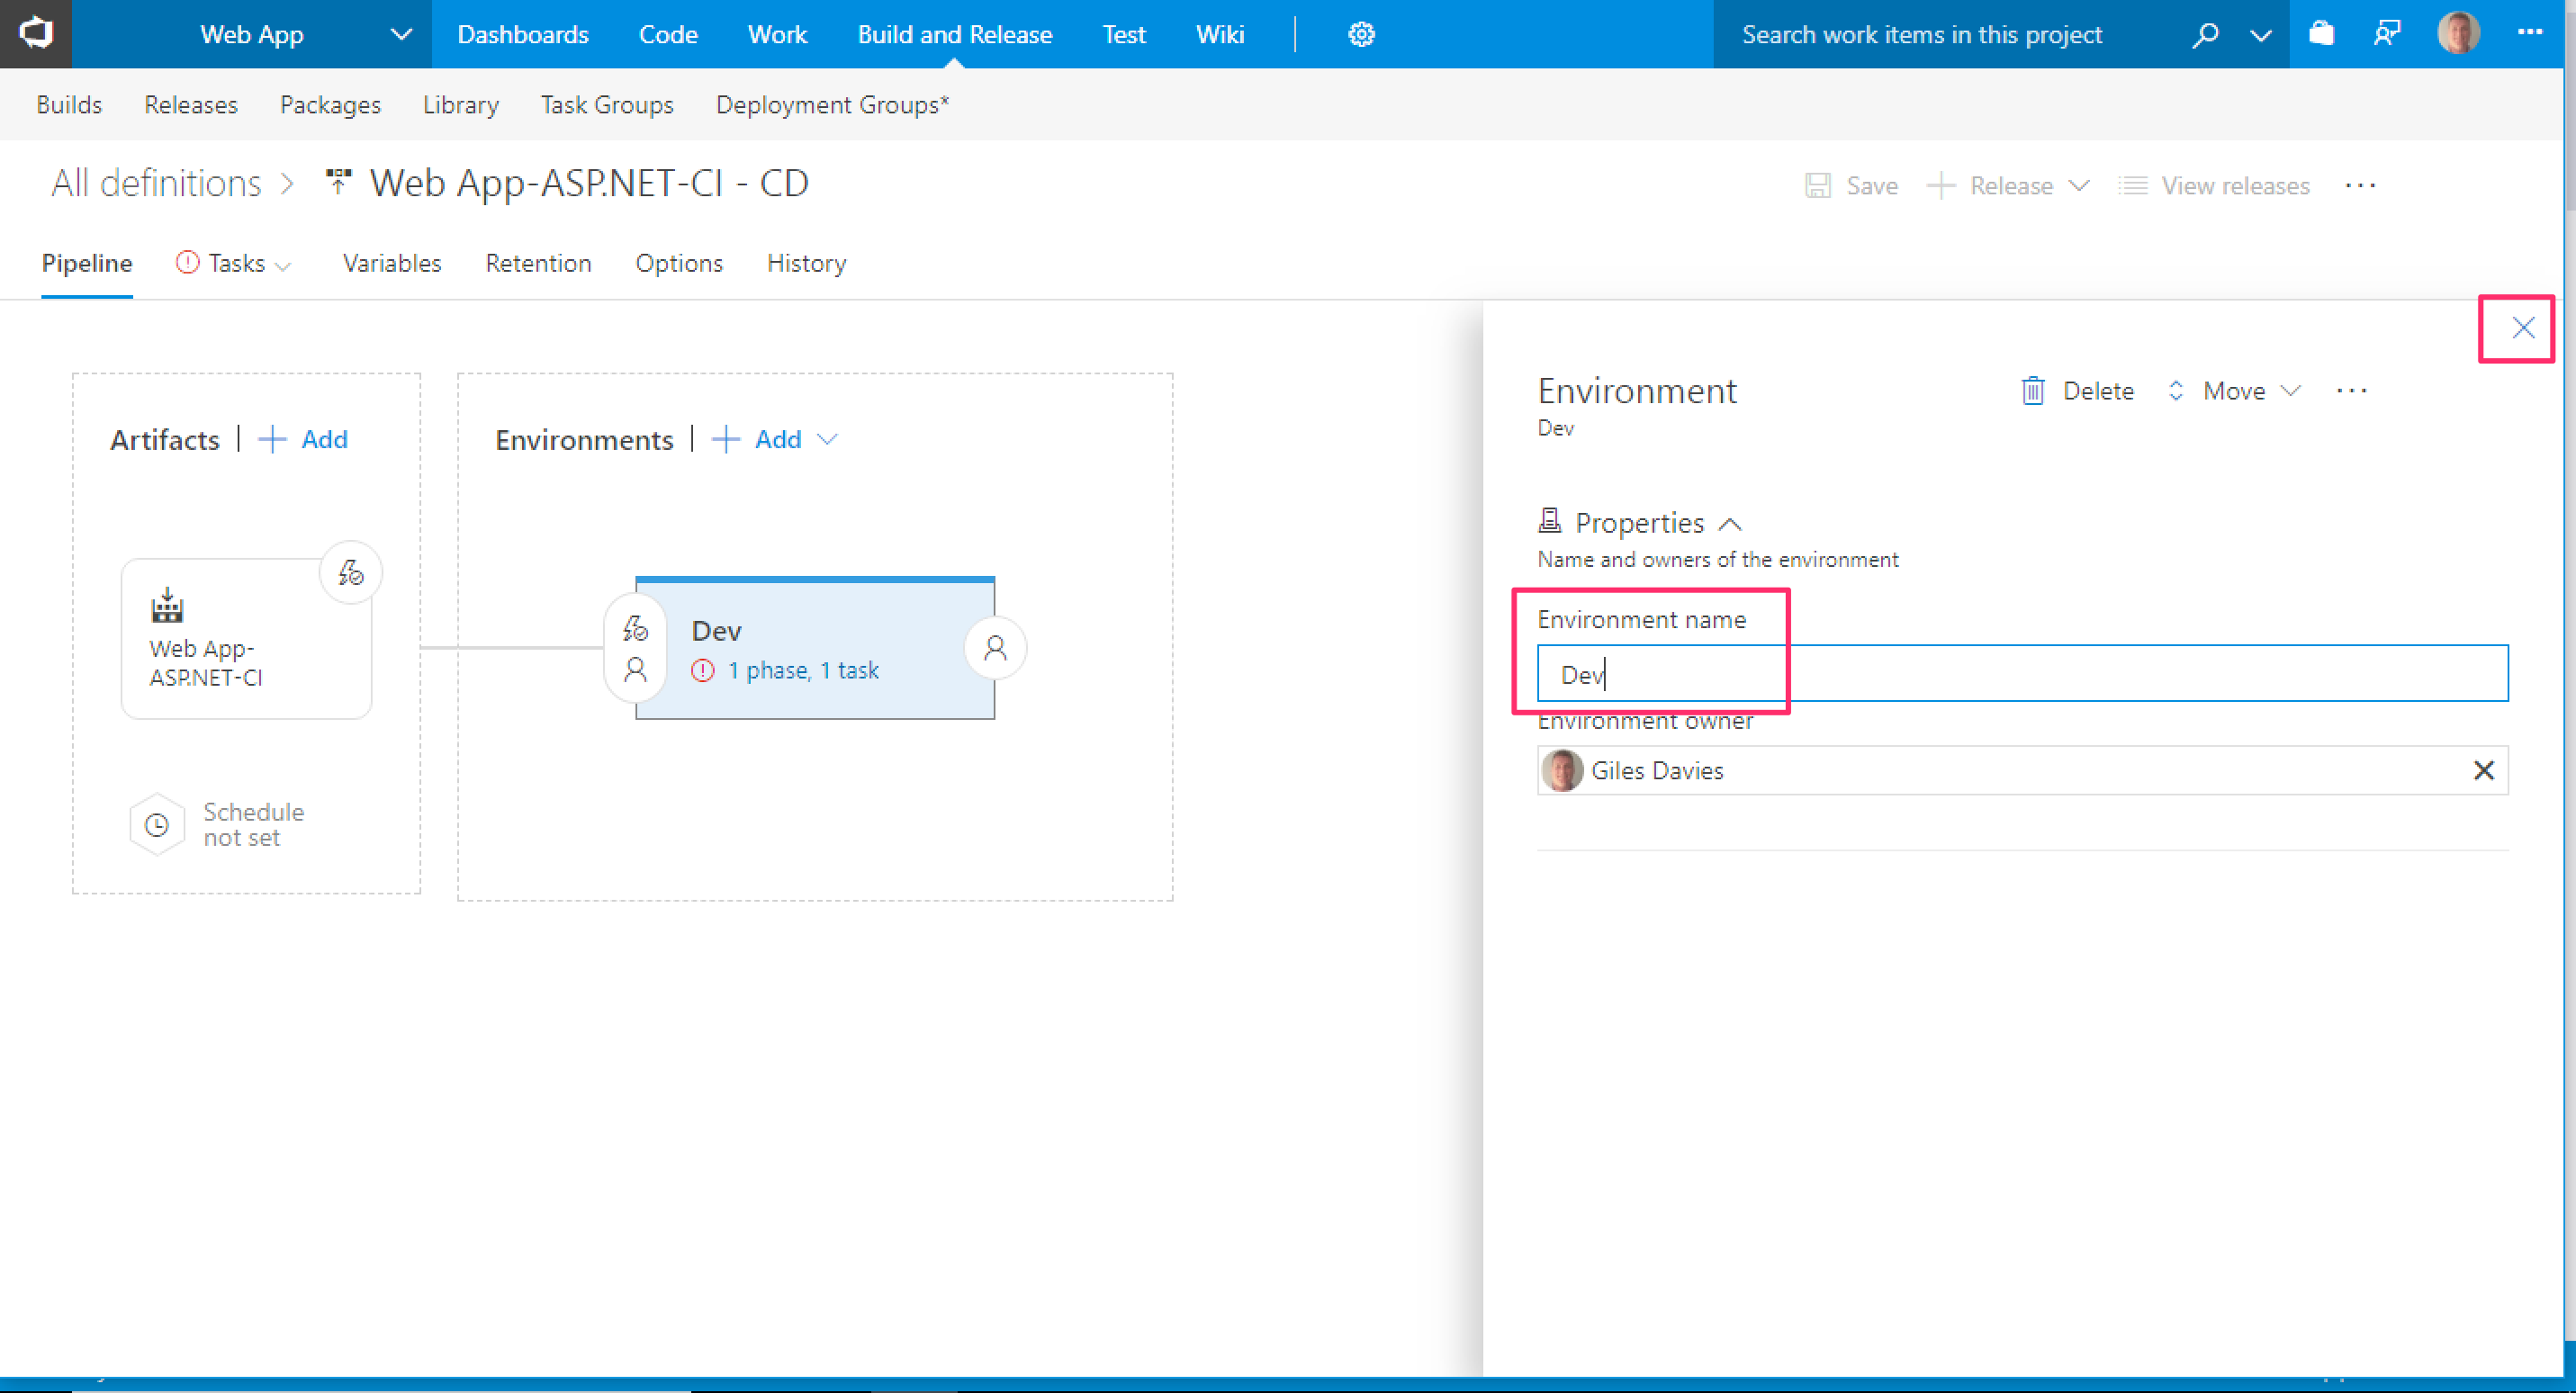 Web App Dashboards Code Work Build and Release Test Wiki Search work items in this project ...
Builds Releases Packages Library Task Groups Deployment Groups*
All definitions > Web App-ASP.NET-CI - CD Save + Release View releases ...
Pipeline ! Tasks Variables Retention Options History
Artifacts | + Add
Environments | + Add
Web App-
ASP.NET-CI
Schedule
not set
Dev
! 1 phase, 1 task
Environment Delete Move ...
Dev
Properties
Name and owners of the environment
Environment name
Dev
Environment owner
Giles Davies